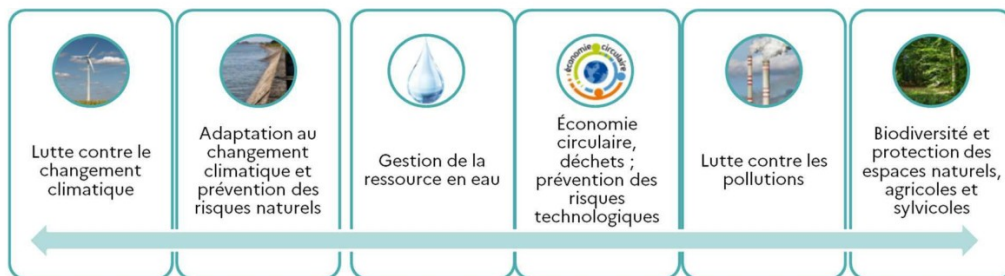 Lutte contre le
changement
climatique
Adaptation au
changement
climatique et
prévention des
risques naturels
Gestion de la
ressource en eau
économie
circulaire
Économie
circulaire,
déchets ;
prévention des
risques
technologiques
Lutte contre les
pollutions
Biodiversité et
protection des
espaces naturels,
agricoles et
sylvicoles